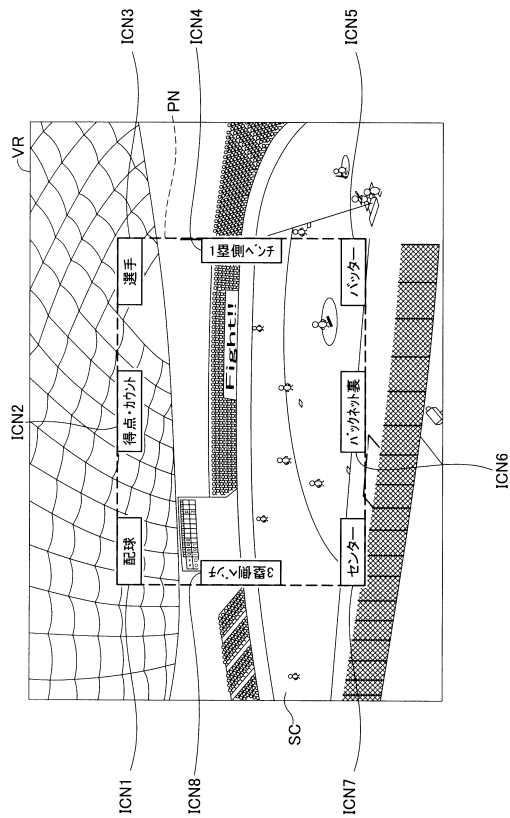 VR
PN
ICN1
ICN2
ICN3
ICN4
ICN5
ICN6
ICN7
ICN8
SC
配球
得点・カウント
選手
3塁側ベンチ
1塁側ベンチ
Fight!!
センター
バックネット裏
バッター